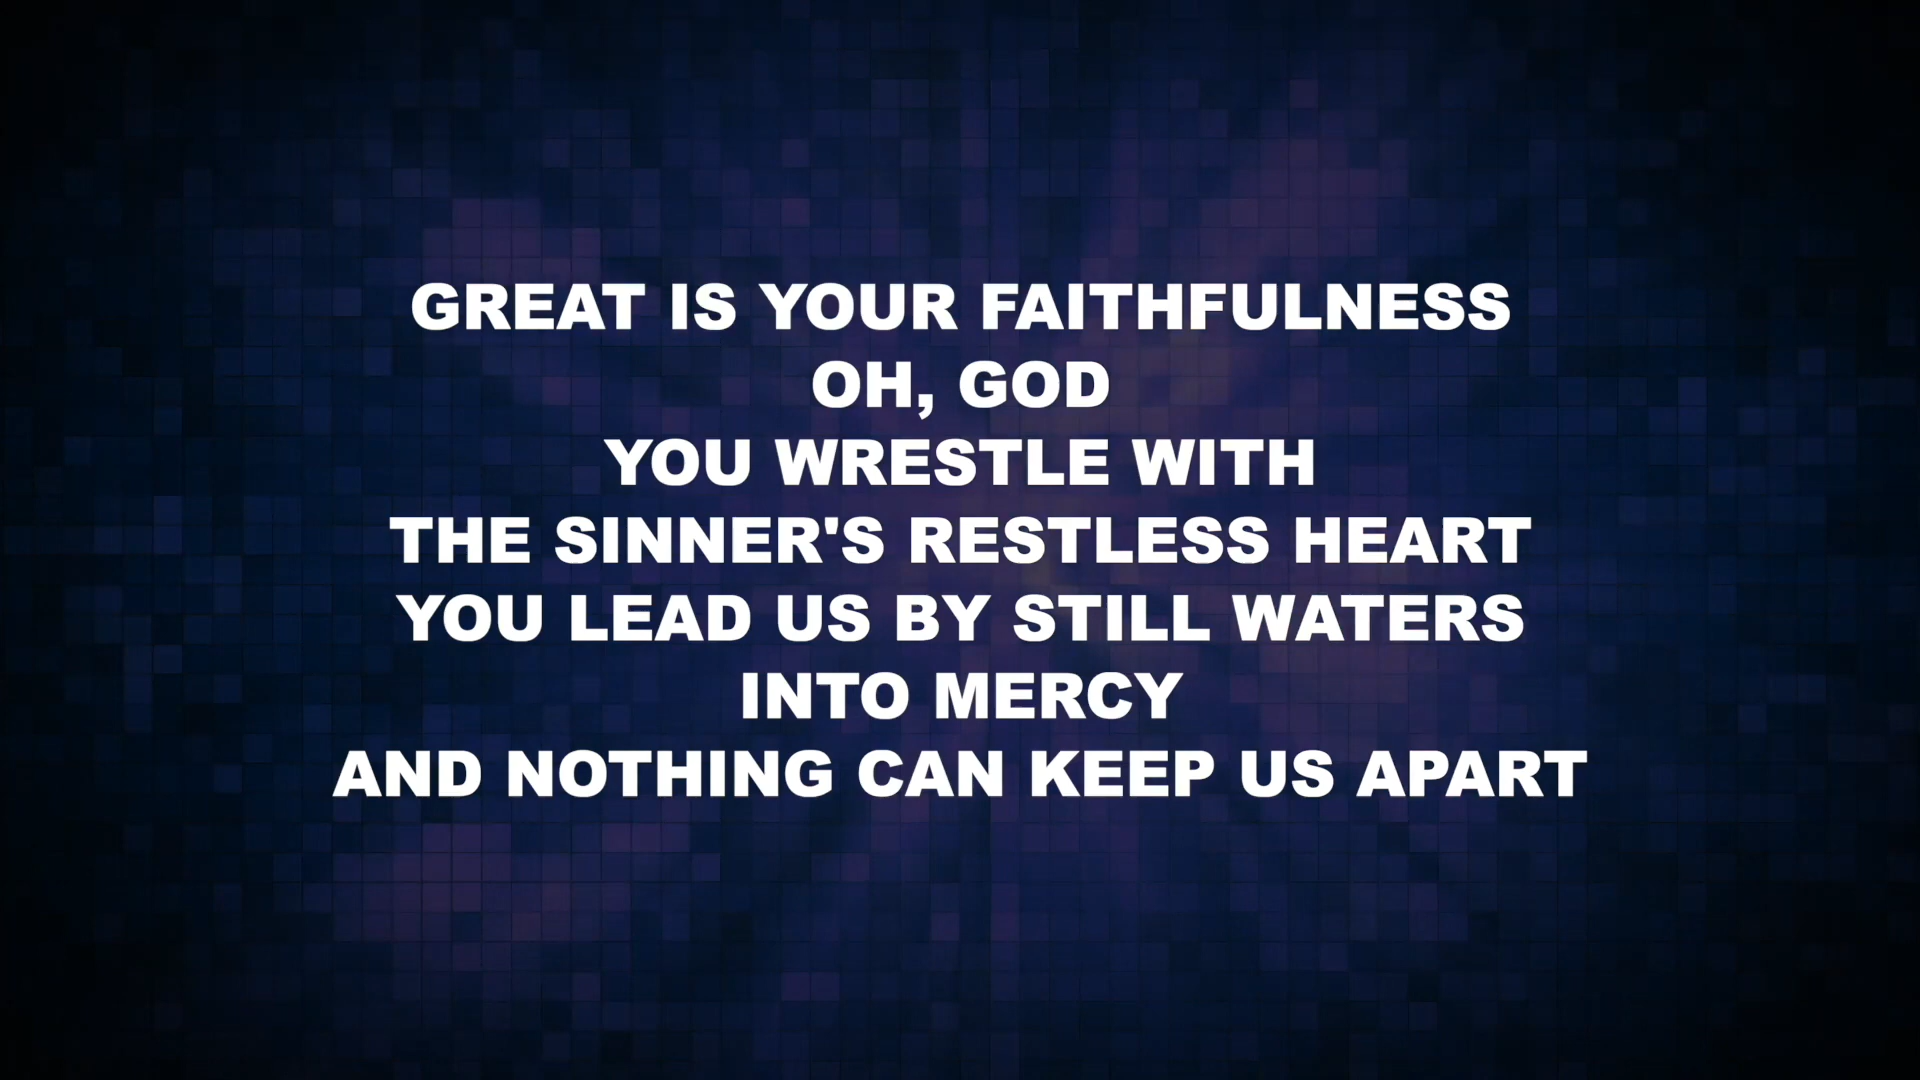 GREAT IS YOUR FAITHFULNESS
OH, GOD
YOU WRESTLE WITH
THE SINNER'S RESTLESS HEART
YOU LEAD US BY STILL WATERS
INTO MERCY
AND NOTHING CAN KEEP US APART